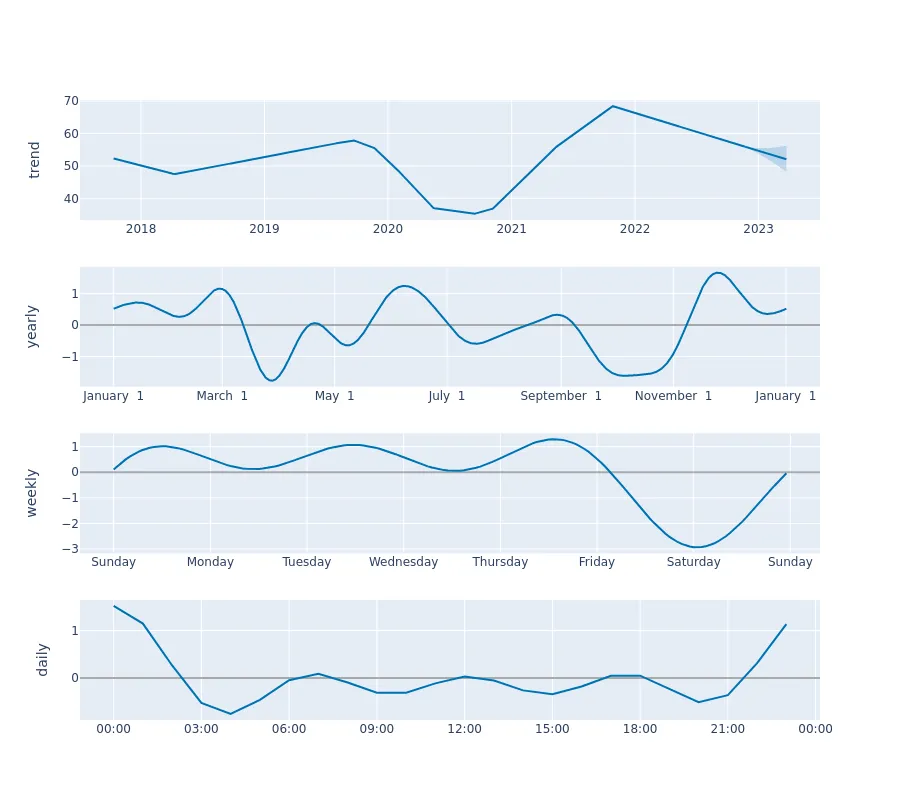 trend
70
60
50
40
2018 2019 2020 2021 2022 2023
yearly
1
0
−1
January 1 March 1 May 1 July 1 September 1 November 1 January 1
weekly
1
0
−1
−2
−3
Sunday Monday Tuesday Wednesday Thursday Friday Saturday Sunday
daily
1
0
00:00 03:00 06:00 09:00 12:00 15:00 18:00 21:00 00:00